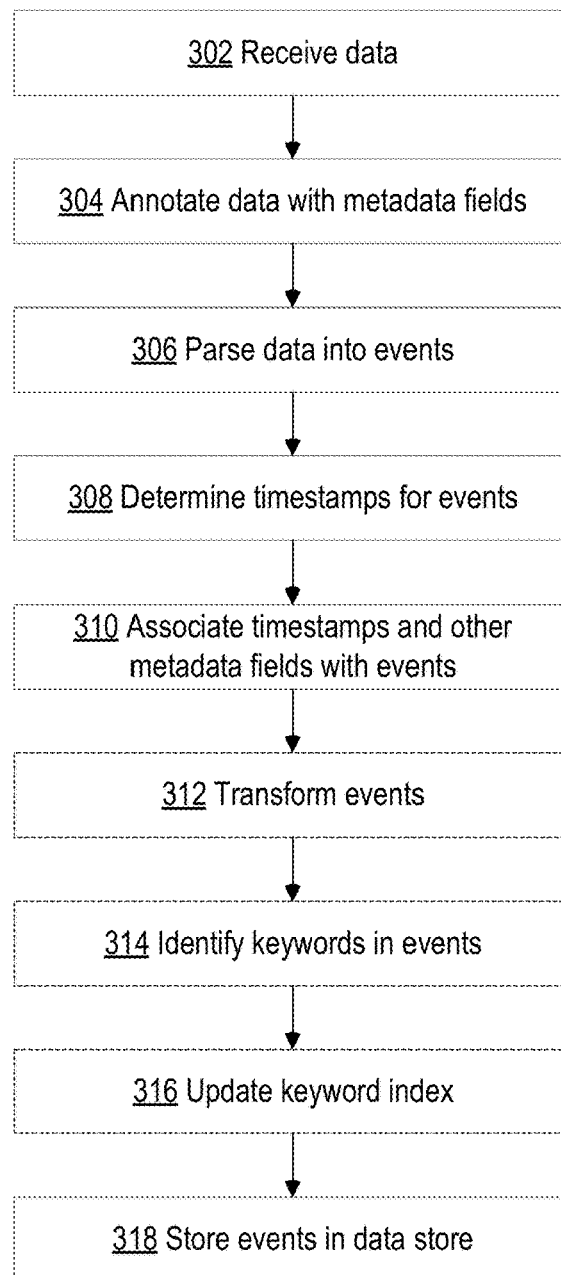 302 Receive data
304 Annotate data with metadata fields
306 Parse data into events
308 Determine timestamps for events
310 Associate timestamps and other
metadata fields with events
312 Transform events
314 Identify keywords in events
316 Update keyword index
318 Store events in data store